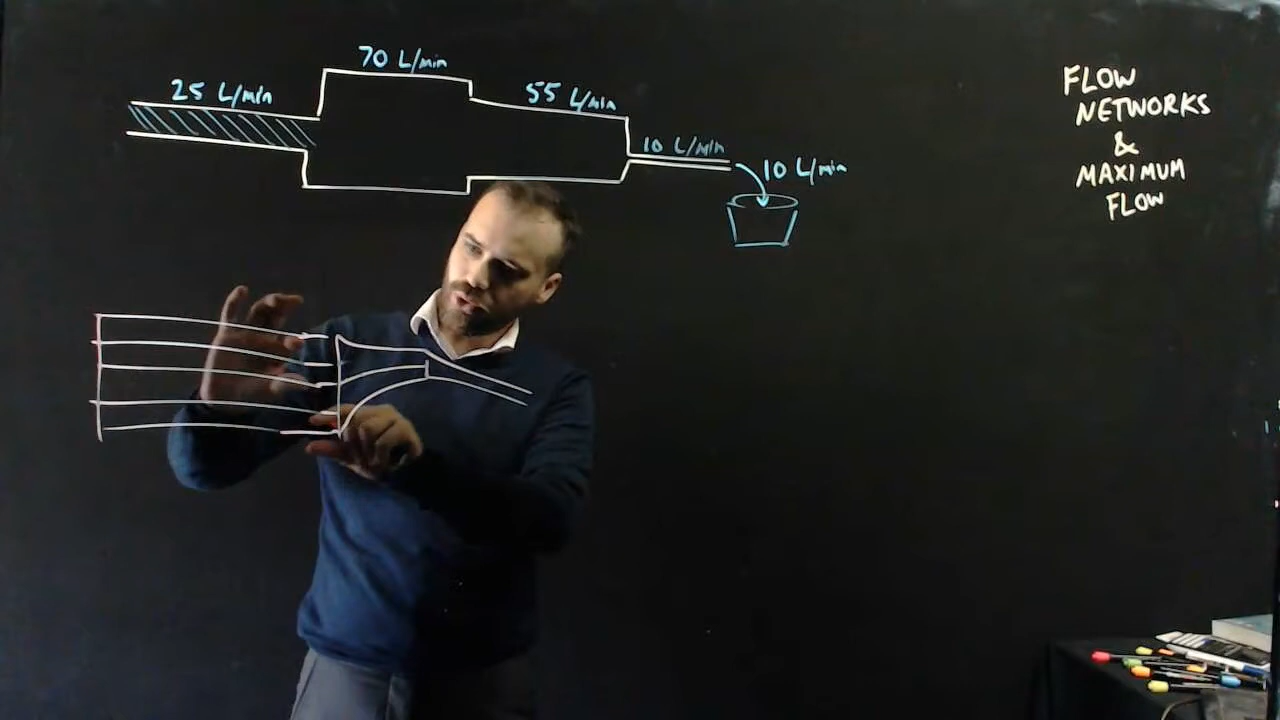 70 L/min
25 L/min
55 L/min
10 L/min
10 L/min
FLOW
NETWORKS
&
MAXIMUM
FLOW